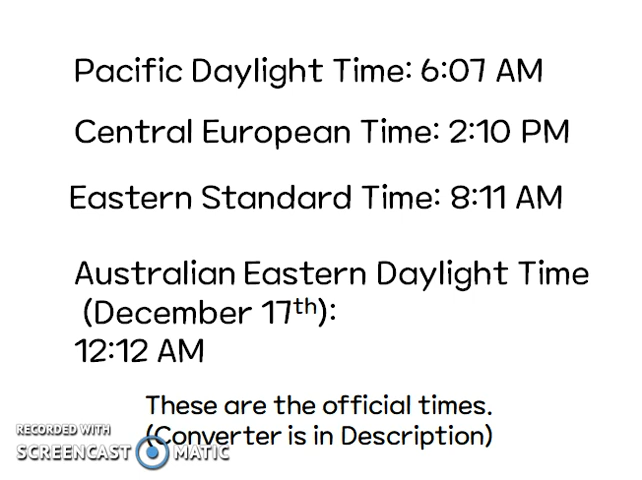 Pacific Daylight Time: 6:07 AM
Central European Time: 2:10 PM
Eastern Standard Time: 8:11 AM
Australian Eastern Daylight Time
(December 17th):
12:12 AM
These are the official times.
(Converter is in Description)
RECORDED WITH
SCREENCAST MATIC